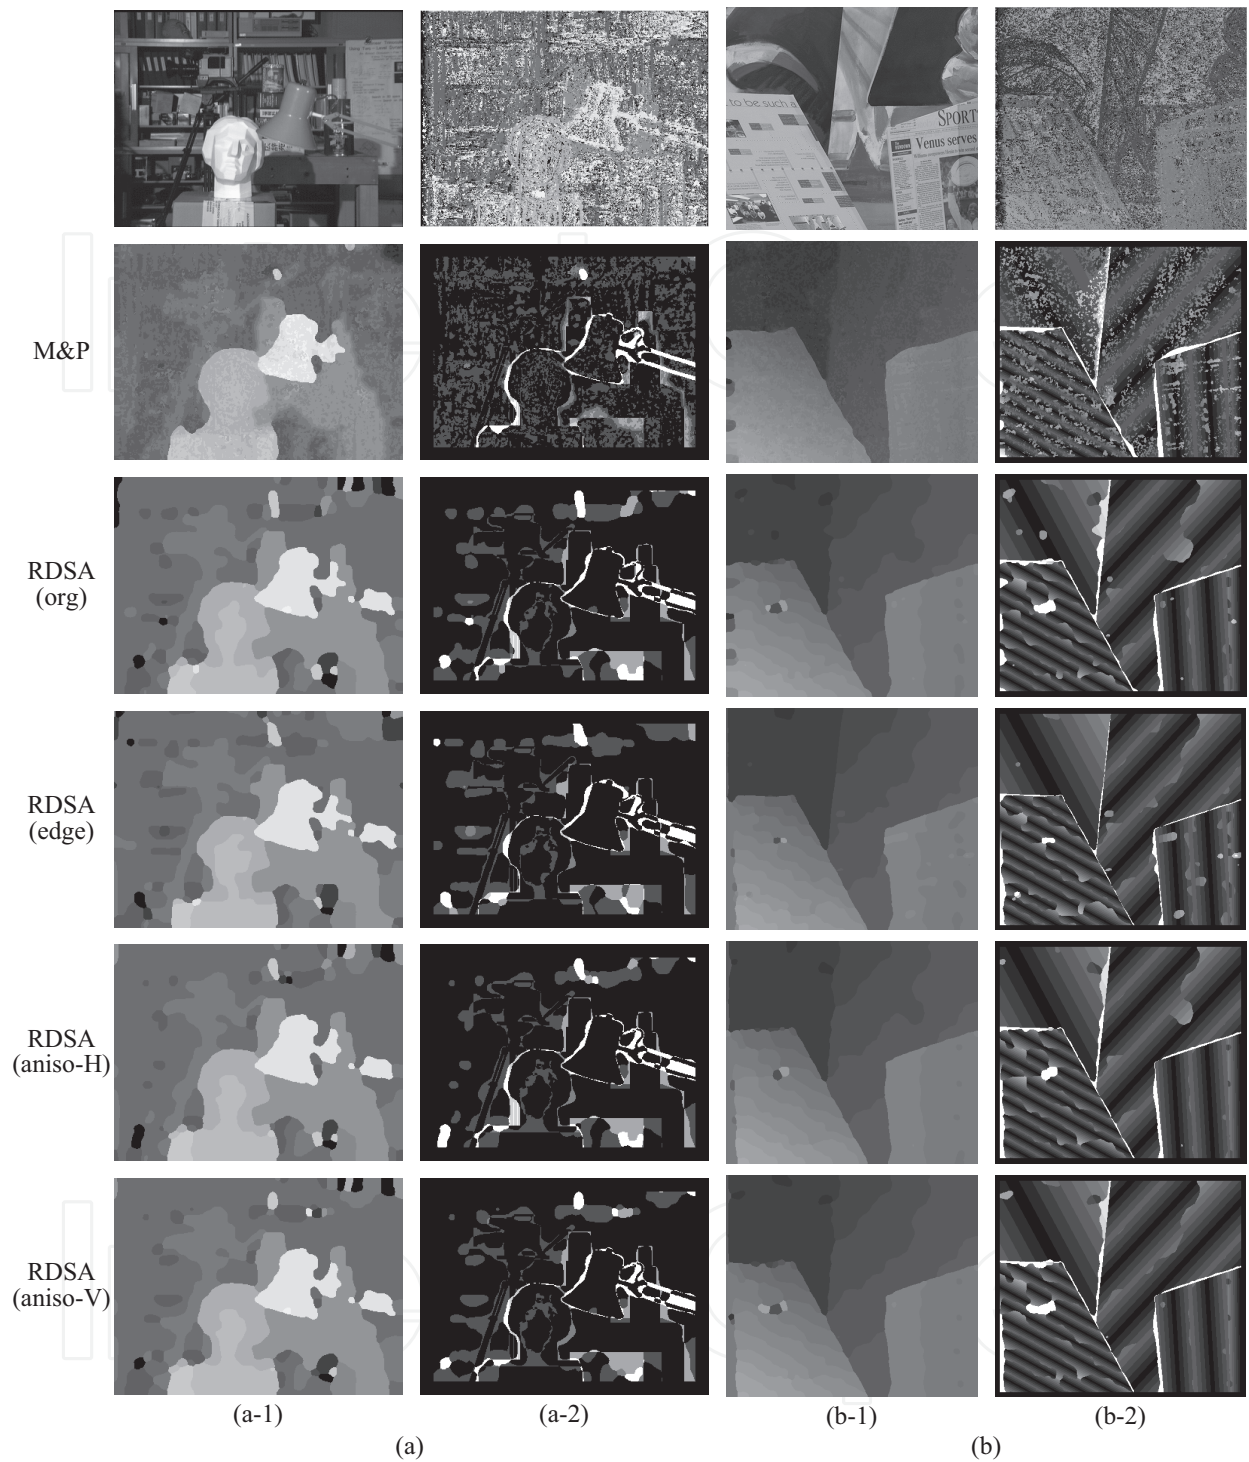 to be such a
SPORT
Venus serves
M&P
RDSA
(org)
RDSA
(edge)
RDSA
(aniso-H)
RDSA
(aniso-V)
(a-1)
(a-2)
(b-1)
(b-2)
(a)
(b)